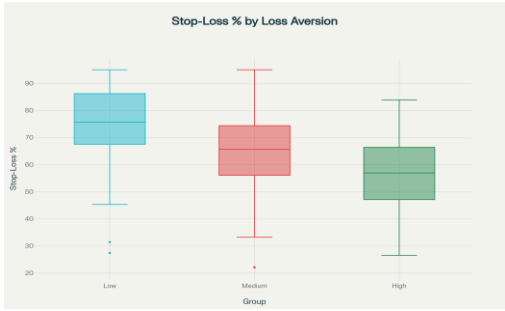 Stop-Loss % by Loss Aversion
90
80
70
60
50
40
30
20
Stop-Loss %
Low
Medium
High
Group